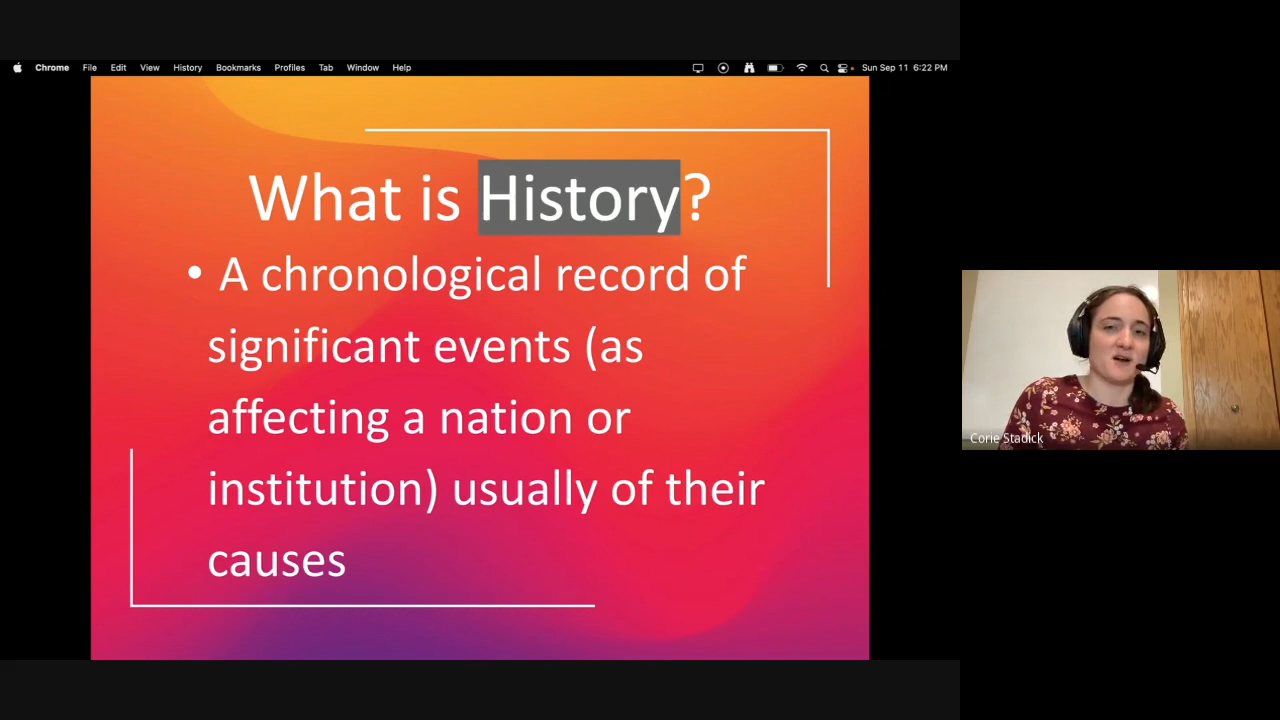 Chrome File Edit View History Bookmarks Profiles Tab Window Help Sun Sep 11 6:22 PM
What is History?
• A chronological record of
significant events (as
affecting a nation or
institution) usually of their
causes
Corie Stadick